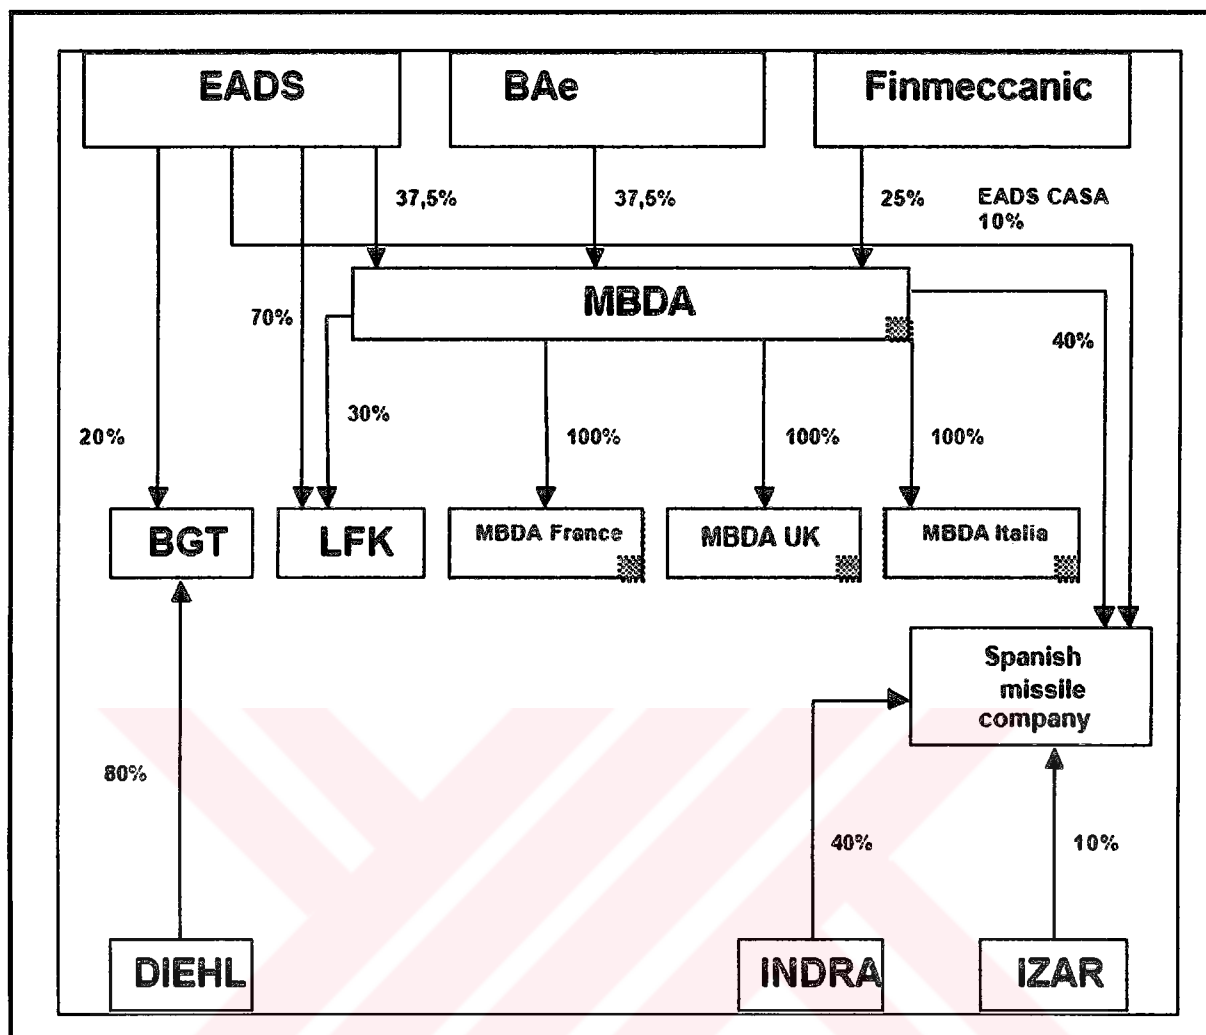 EADS
BAe
Finmeccanic
37,5%
37,5%
25%
EADS CASA
10%
MBDA
70%
40%
30%
20%
100%
100%
100%
BGT
LFK
MBDA France
MBDA UK
MBDA Italia
Spanish
missile
company
80%
40%
10%
DIEHL
INDRA
IZAR